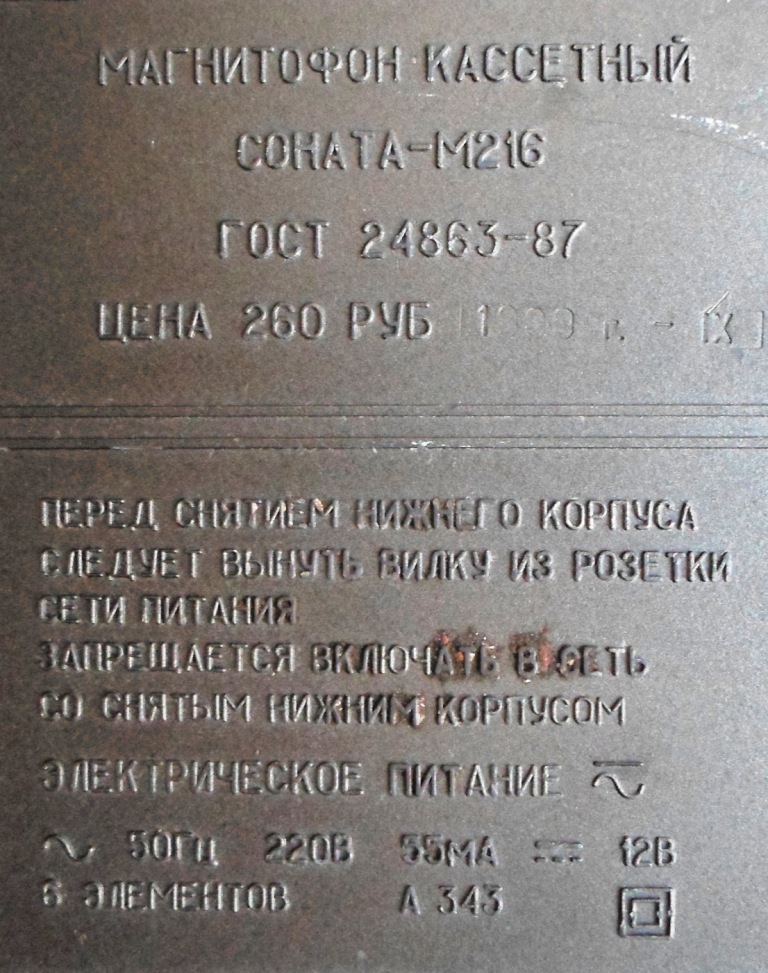 МАГНИТОФОН КАССЕТНЫЙ
СОНАТА-М216
ГОСТ 24863-87
ЦЕНА 260 РУБ
ПЕРЕД СНЯТИЕМ НИЖНЕГО КОРПУСА
СЛЕДУЕТ ВЫНУТЬ ВИЛКУ ИЗ РОЗЕТКИ
СЕТИ ПИТАНИЯ
ЗАПРЕЩАЕТСЯ ВКЛЮЧАТЬ В СЕТЬ
СО СНЯТЫМ НИЖНИМ КОРПУСОМ
ЭЛЕКТРИЧЕСКОЕ ПИТАНИЕ
~ 50ГЦ 220В 55МА 12В
6 ЭЛЕМЕНТОВ А 343